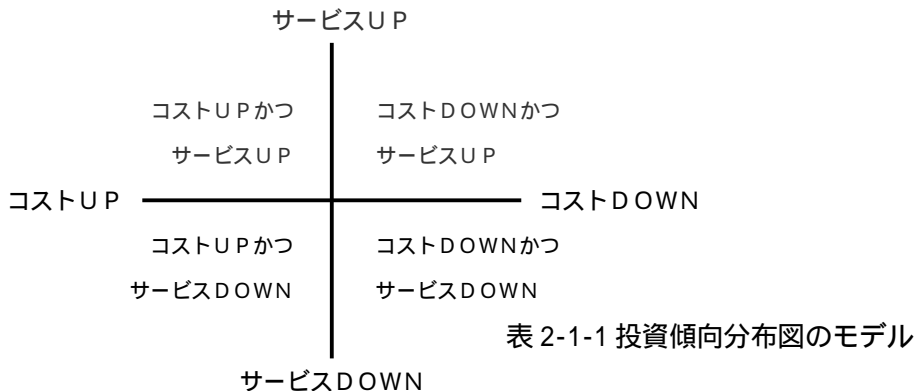 サービスＵＰ
コストＵＰかつ
サービスＵＰ
コストＤＯＷＮかつ
サービスＵＰ
コストＵＰ
コストＤＯＷＮ
コストＵＰかつ
サービスＤＯＷＮ
コストＤＯＷＮかつ
サービスＤＯＷＮ
表 2-1-1 投資傾向分布図のモデル
サービスＤＯＷＮ